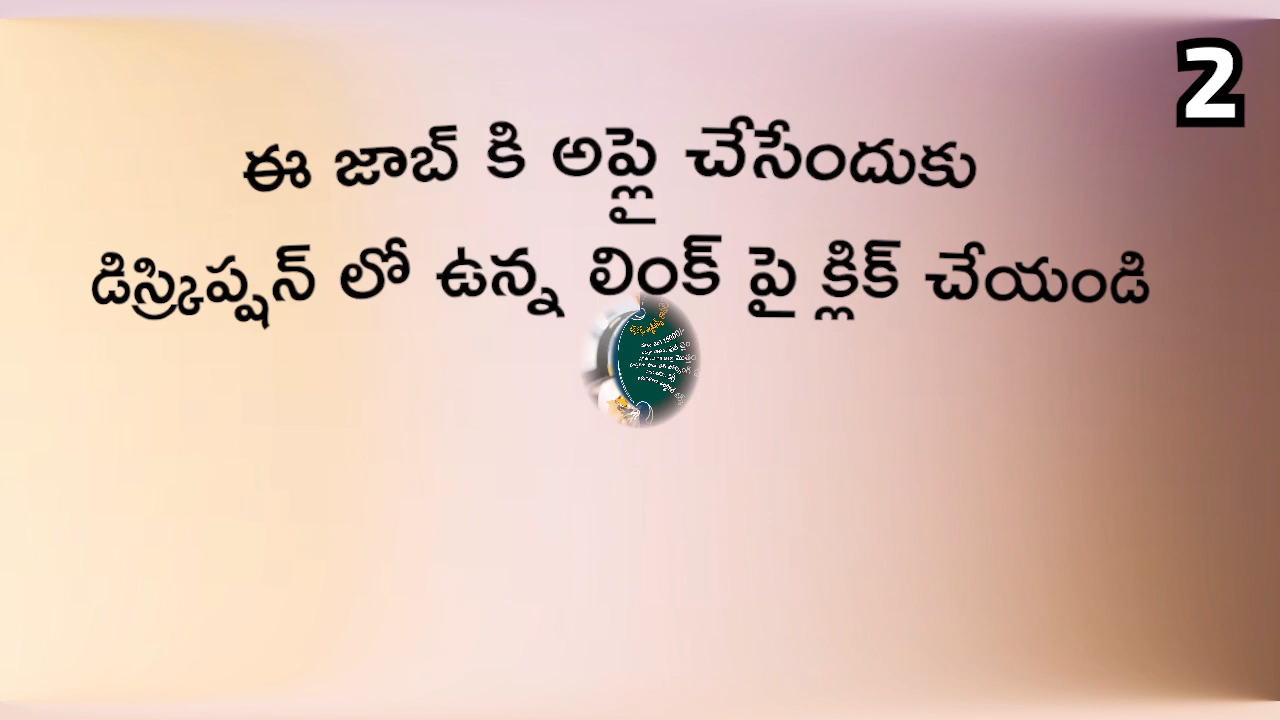 2
ఈ జాబ్ కి అప్లై చేసేందుకు
డిస్క్రిప్షన్ లో ఉన్న లింక్ పై క్లిక్ చేయండి